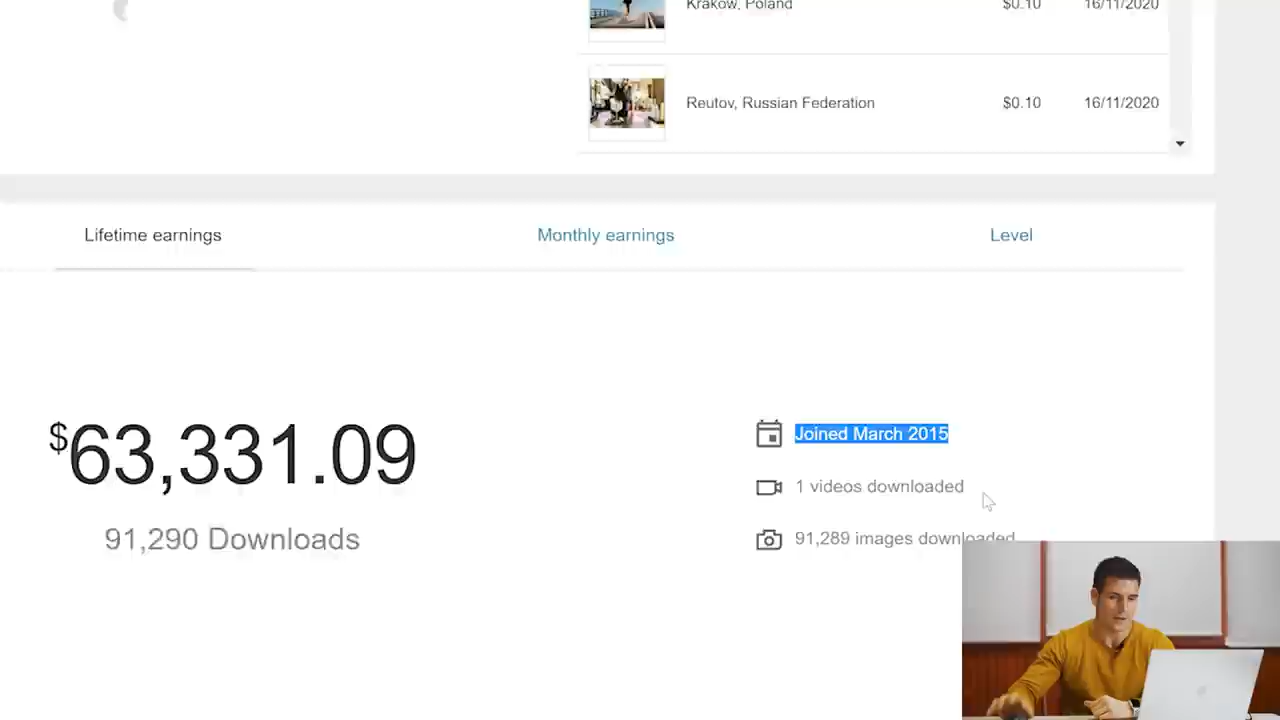 Krakow, Poland $0.10 16/11/2020
Reutov, Russian Federation $0.10 16/11/2020
Lifetime earnings Monthly earnings Level
$63,331.09
91,290 Downloads
Joined March 2015
1 videos downloaded
91,289 images downloaded